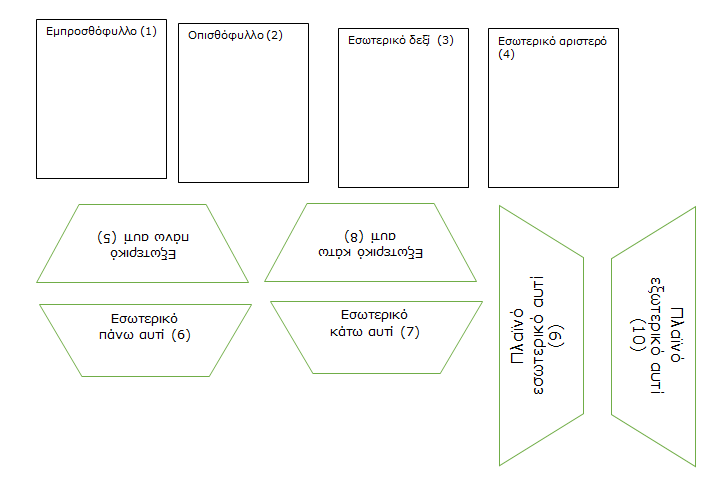 Εμπροσθόφυλλο (1)
Οπισθόφυλλο (2)
Εσωτερικό δεξί (3)
Εσωτερικό αριστερό
(4)
Εξωτερικό
πάνω αυτί (5)
Εξωτερικό κάτω
αυτί (8)
Εσωτερικό
πάνω αυτί (6)
Εσωτερικό
κάτω αυτί (7)
Πλαϊνό
εσωτερικό αυτί
(9)
Πλαϊνό
εξωτερικό αυτί
(10)